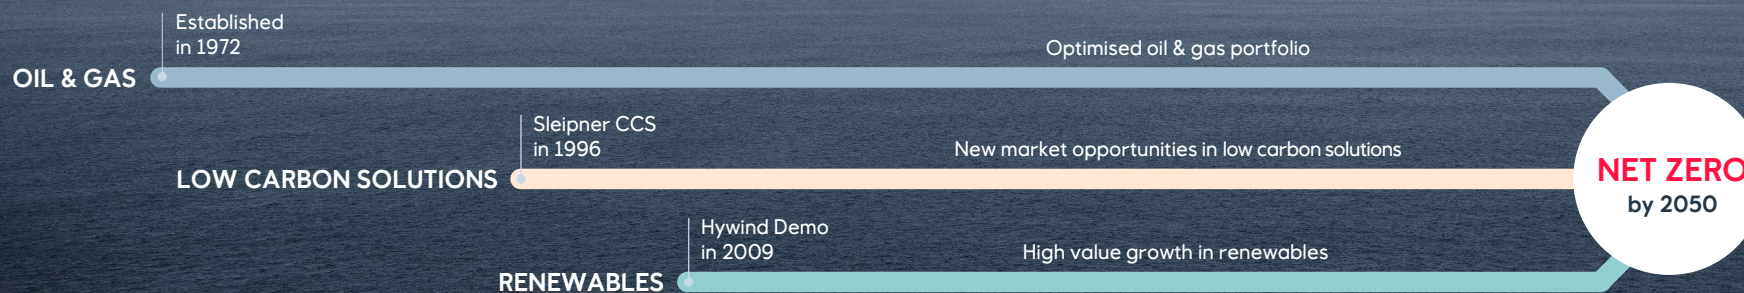 Established
in 1972
Optimised oil & gas portfolio
OIL & GAS
Sleipner CCS
in 1996
New market opportunities in low carbon solutions
LOW CARBON SOLUTIONS
NET ZERO
by 2050
Hywind Demo
in 2009
High value growth in renewables
RENEWABLES